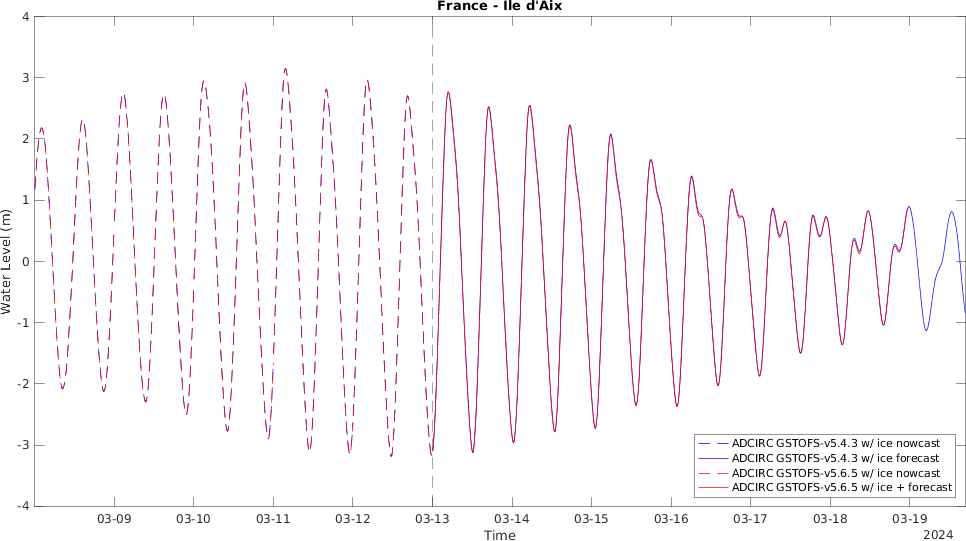 France - Ile d'Aix
4
3
2
1
0
-1
-2
-3
-4
Water Level (m)
ADCIRC GSTOFS-v5.4.3 w/ ice nowcast
ADCIRC GSTOFS-v5.4.3 w/ ice forecast
ADCIRC GSTOFS-v5.6.5 w/ ice nowcast
ADCIRC GSTOFS-v5.6.5 w/ ice + forecast
03-09 03-10 03-11 03-12 03-13 03-14 03-15 03-16 03-17 03-18 03-19
Time
2024